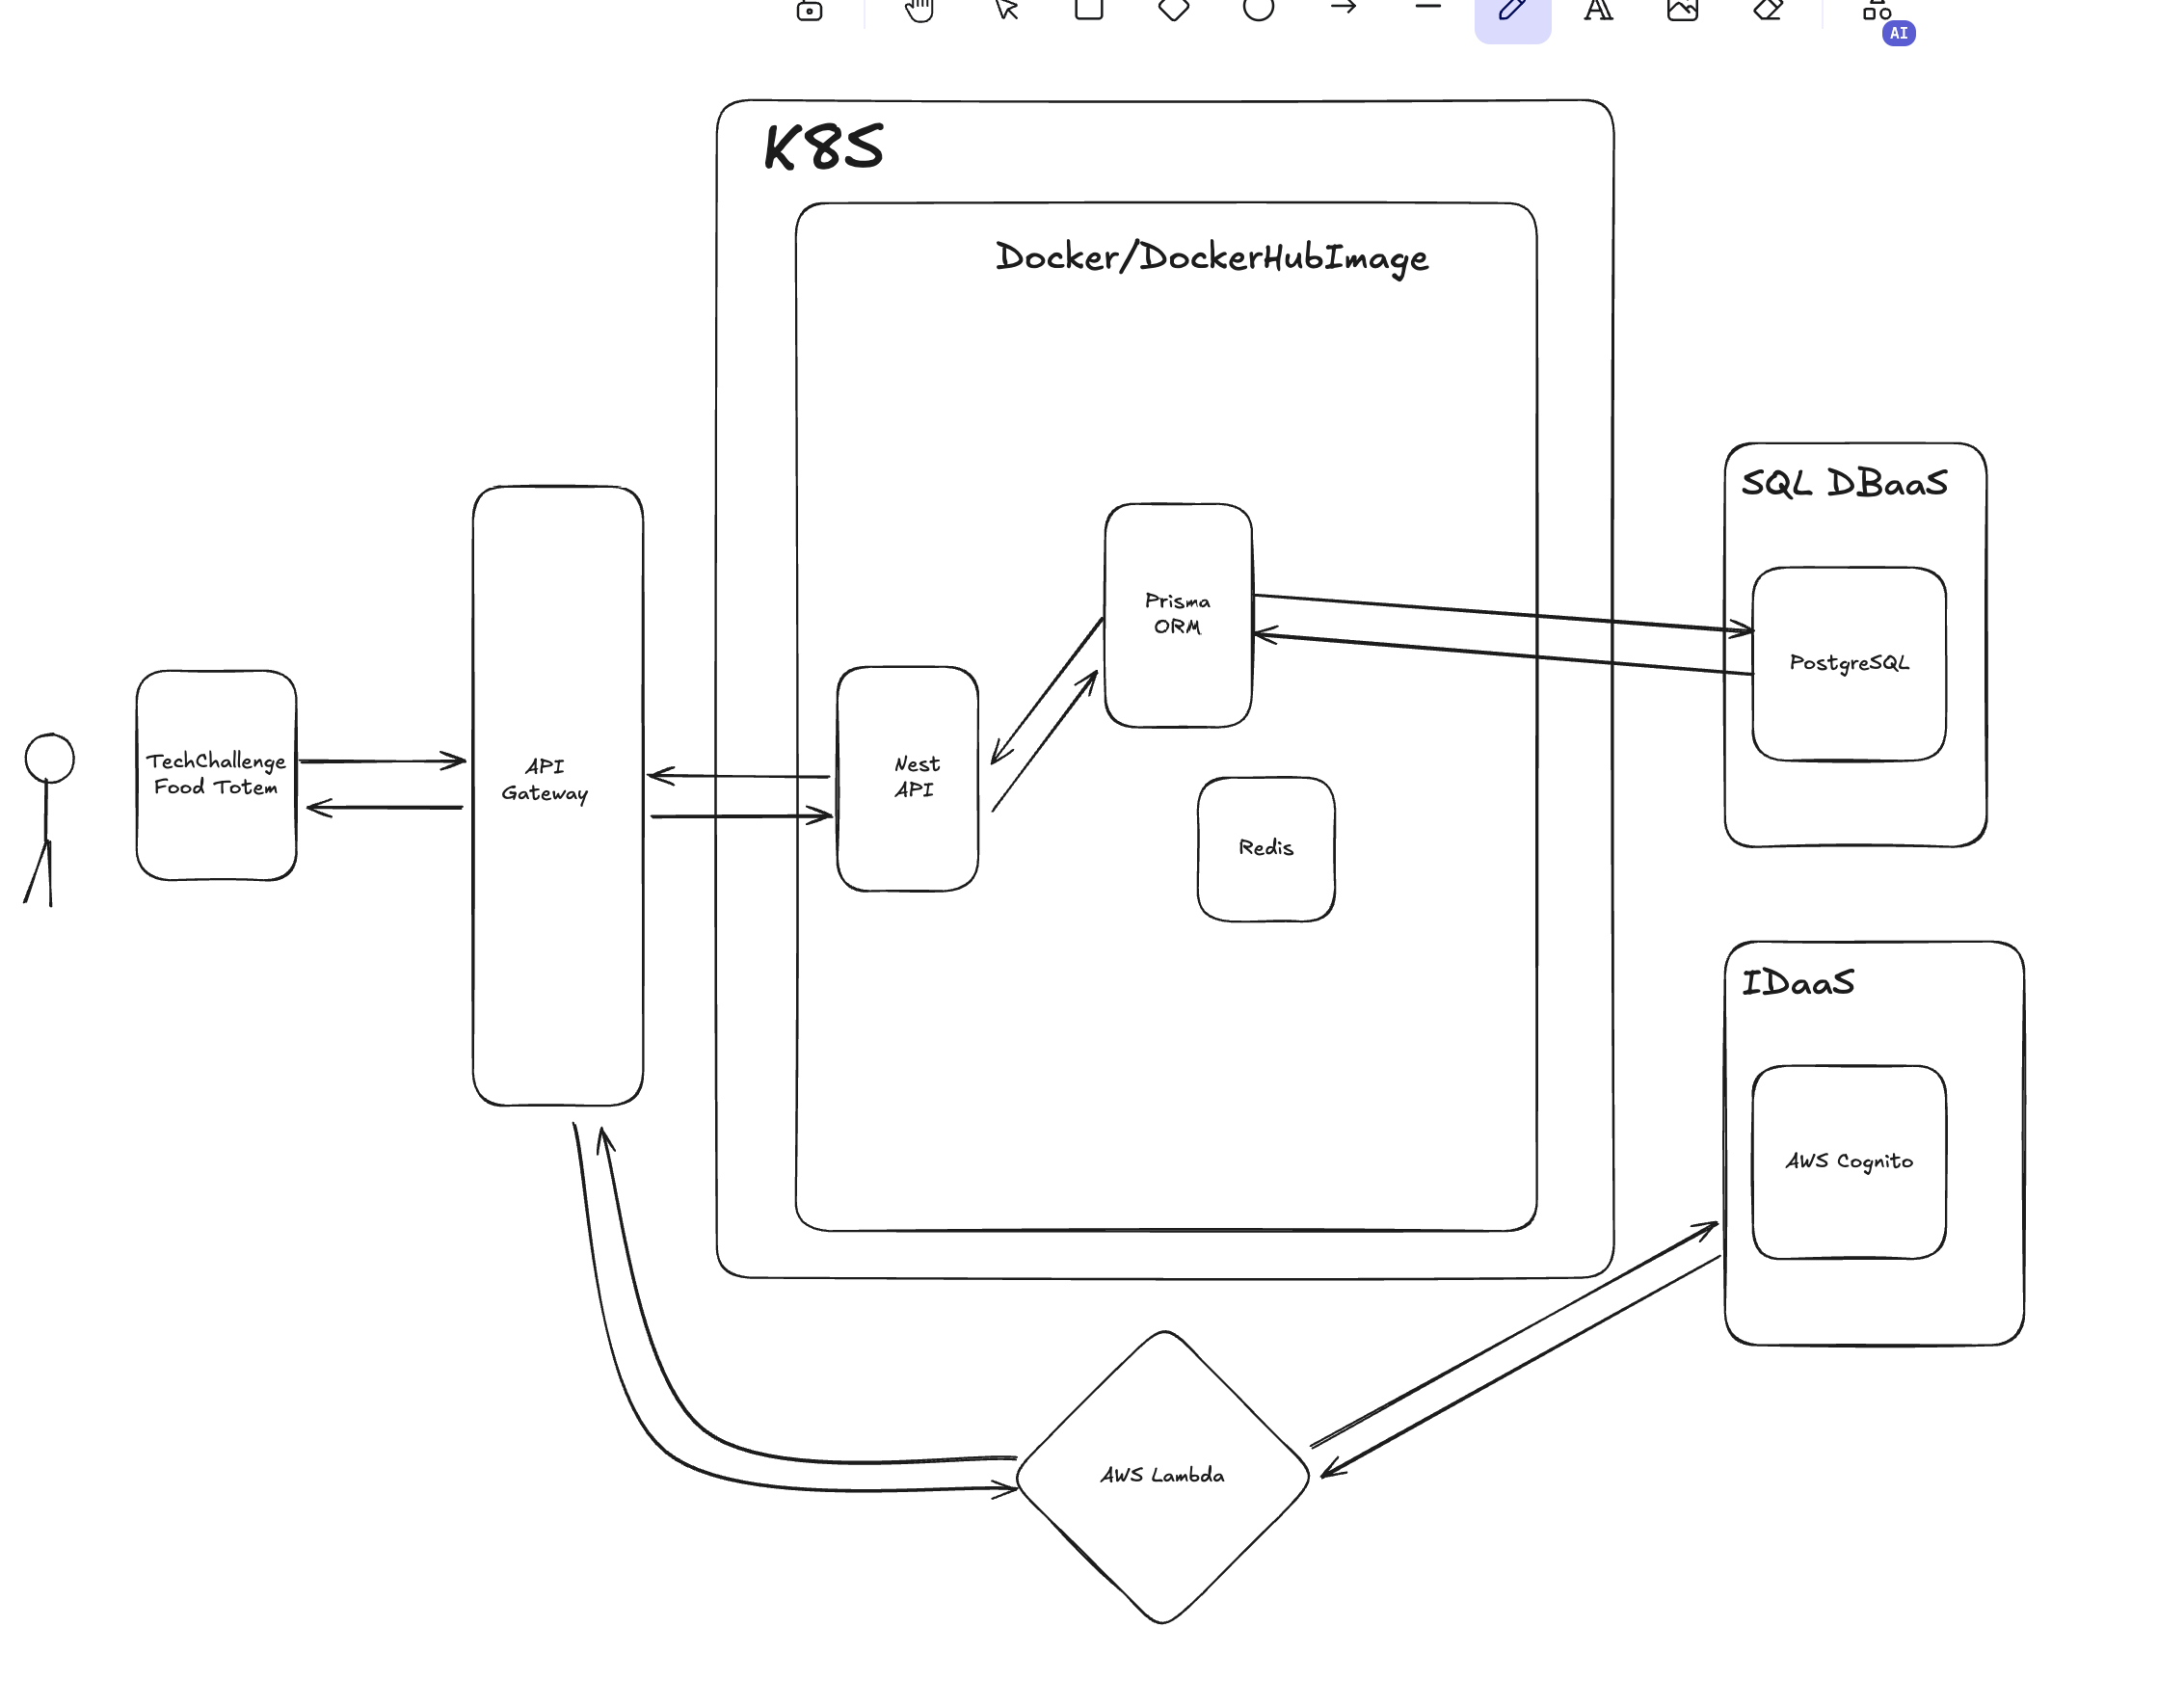 AI
K8S
Docker/DockerHubImage
SQL DBaaS
Prisma
ORM
PostgreSQL
TechChallenge
Food Totem
API
Gateway
Nest
API
Redis
IDaaS
AWS Cognito
AWS Lambda